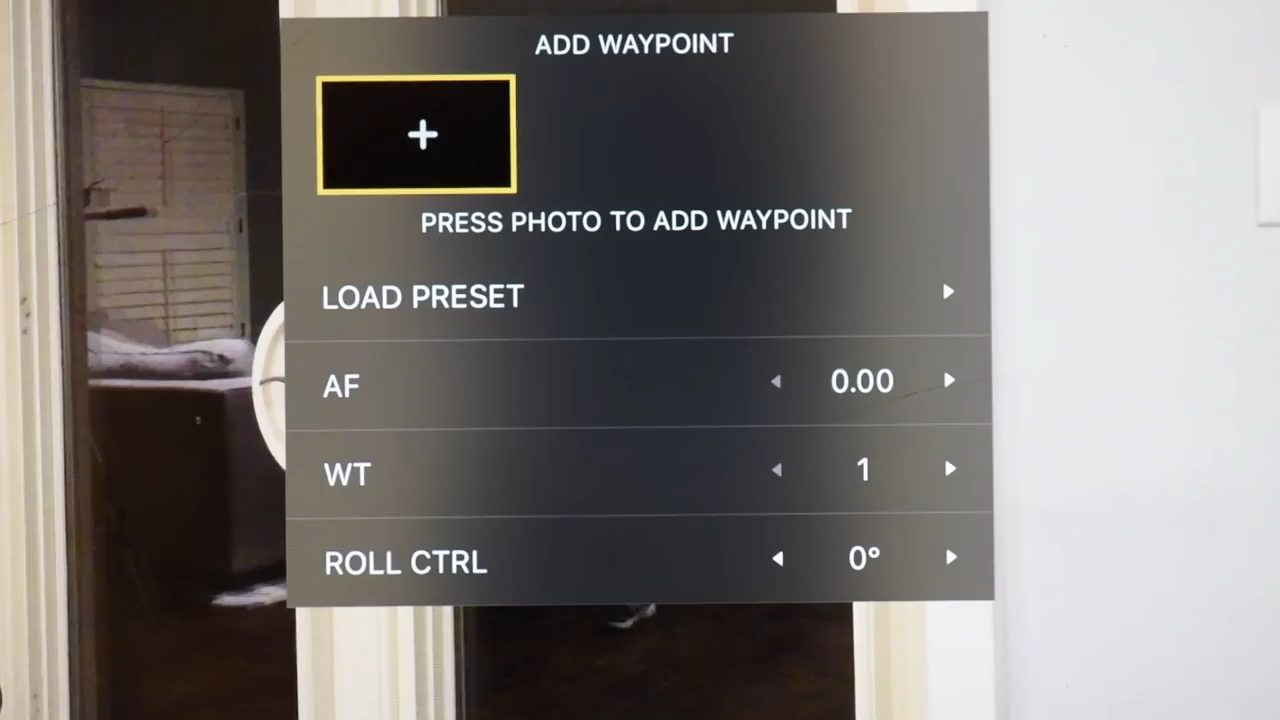 ADD WAYPOINT
+
PRESS PHOTO TO ADD WAYPOINT
LOAD PRESET
AF 0.00
WT 1
ROLL CTRL 0°